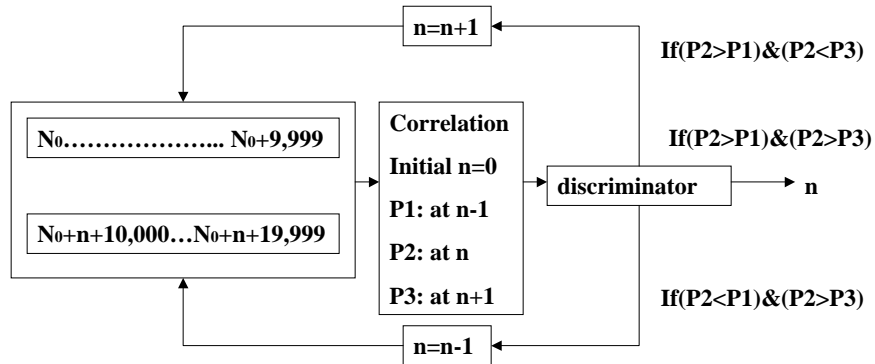 n=n+1
If(P2>P1)&(P2<P3)
N₀…………………... N₀+9,999
N₀+n+10,000…N₀+n+19,999
Correlation
Initial n=0
P1: at n-1
P2: at n
P3: at n+1
If(P2>P1)&(P2>P3)
discriminator
n
If(P2<P1)&(P2>P3)
n=n-1